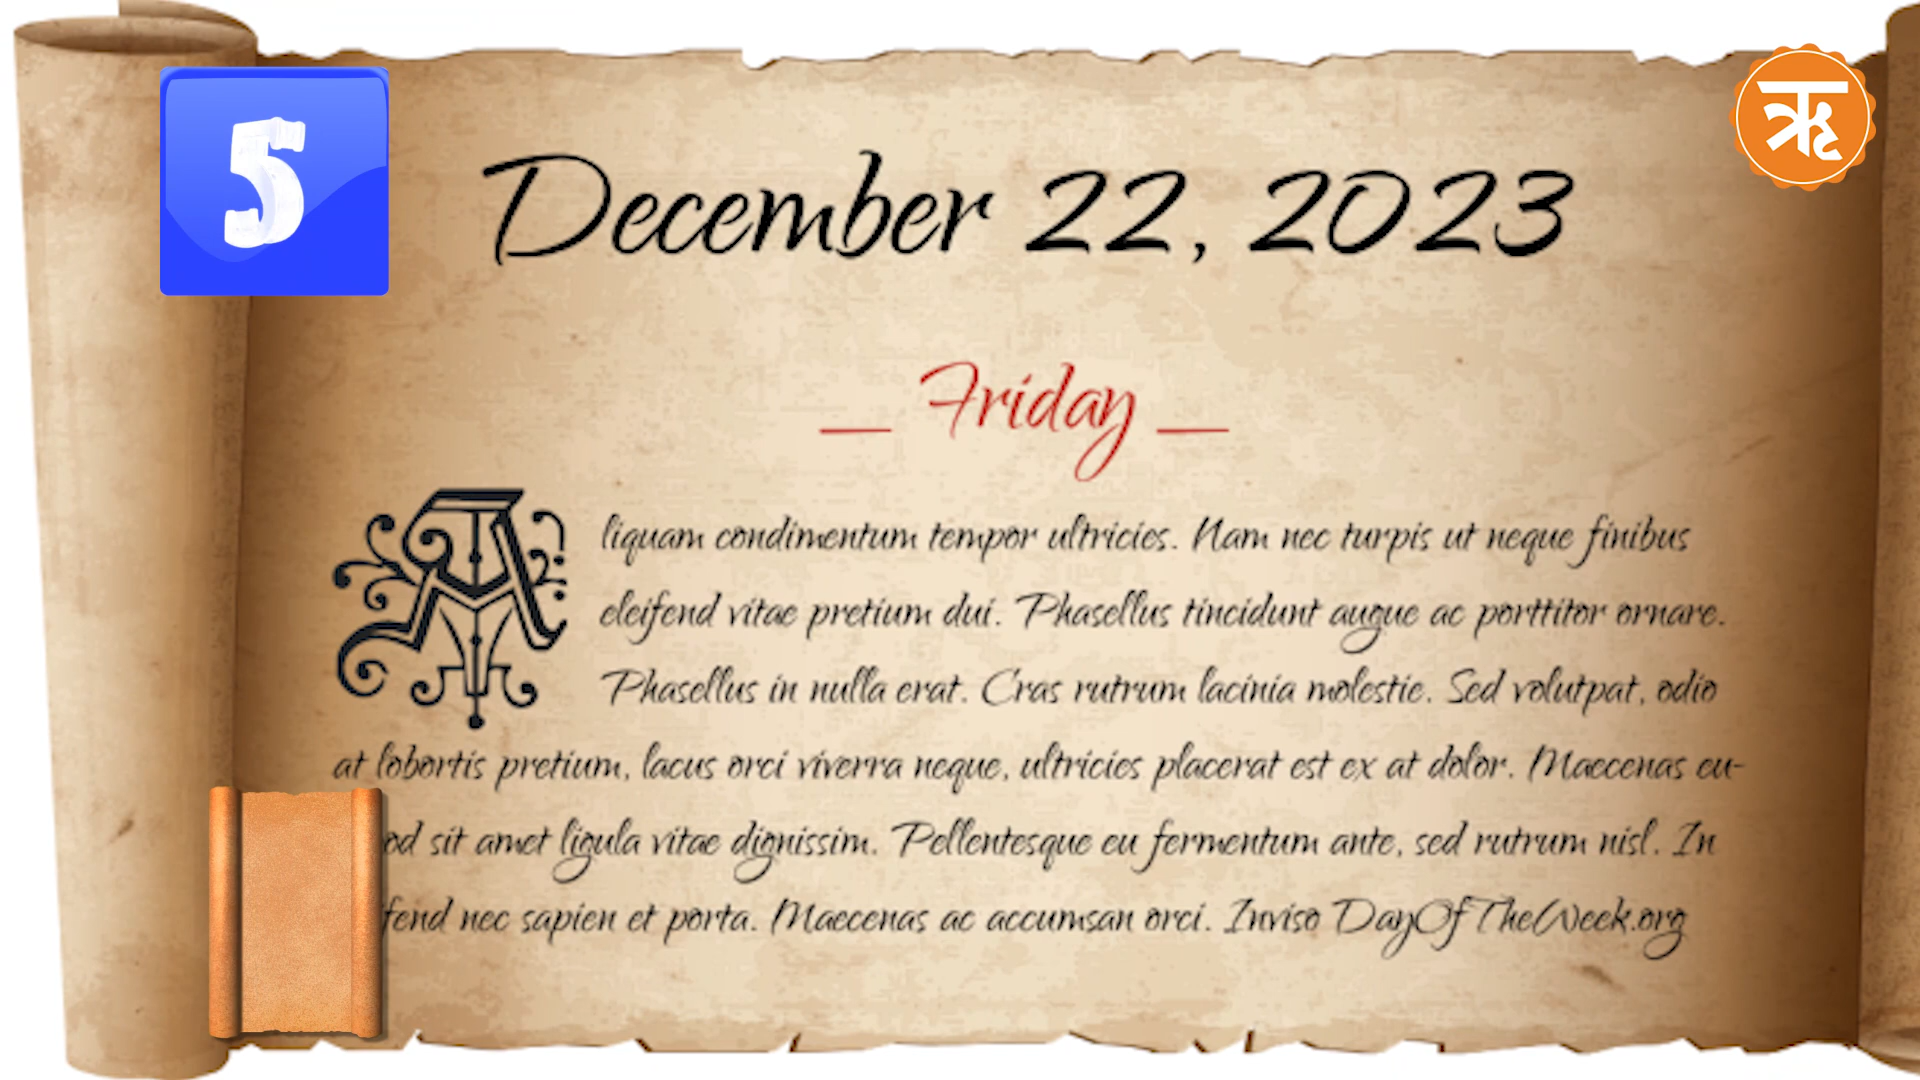 5
ऋ
December 22, 2023
Friday
Aliquam condimentum tempor ultricies. Nam nec turpis ut neque finibus
eleifend vitae pretium dui. Phasellus tincidunt augue ac porttitor ornare.
Phasellus in nulla erat. Cras rutrum lacinia molestie. Sed volutpat, odio
at lobortis pretium, lacus orci viverra neque, ultricies placerat est ex at dolor. Maecenas eu-
od sit amet ligula vitae dignissim. Pellentesque eu fermentum ante, sed rutrum nisl. In
fend nec sapien et porta. Maecenas ac accumsan orci. Inviso DayOfTheWeek.org